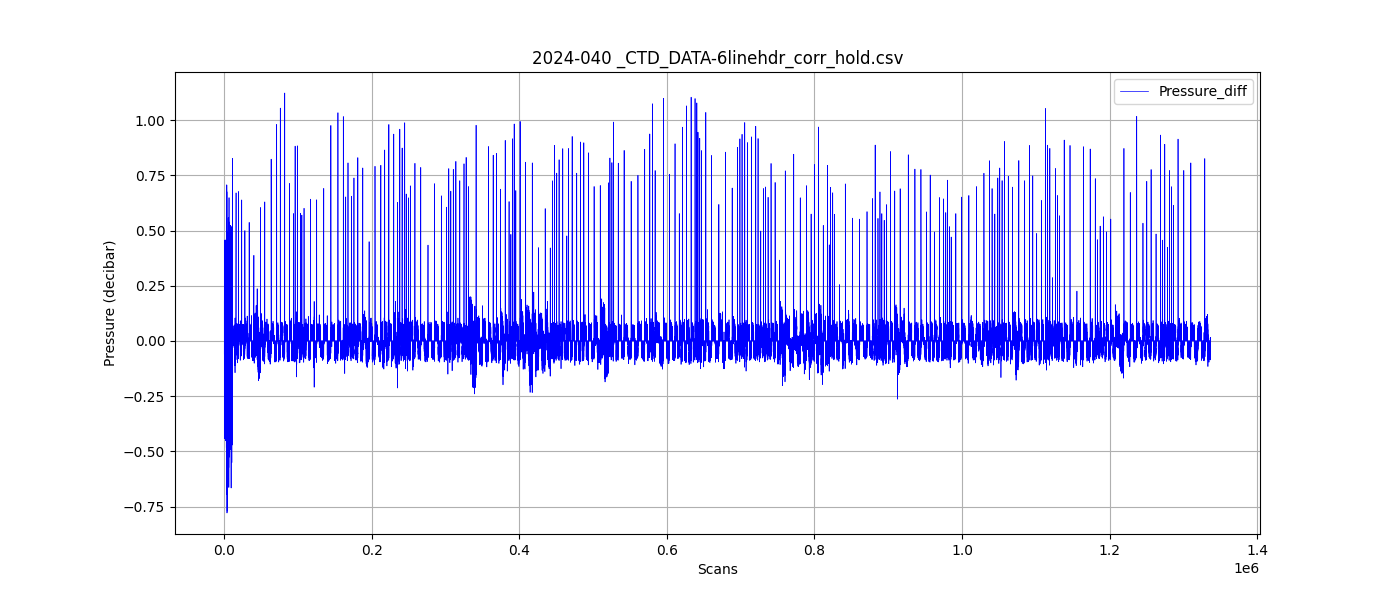 2024-040 _CTD_DATA-6linehdr_corr_hold.csv
Pressure_diff
Pressure (decibar)
1.00
0.75
0.50
0.25
0.00
−0.25
−0.50
−0.75
0.0 0.2 0.4 0.6 0.8 1.0 1.2 1.4
1e6
Scans